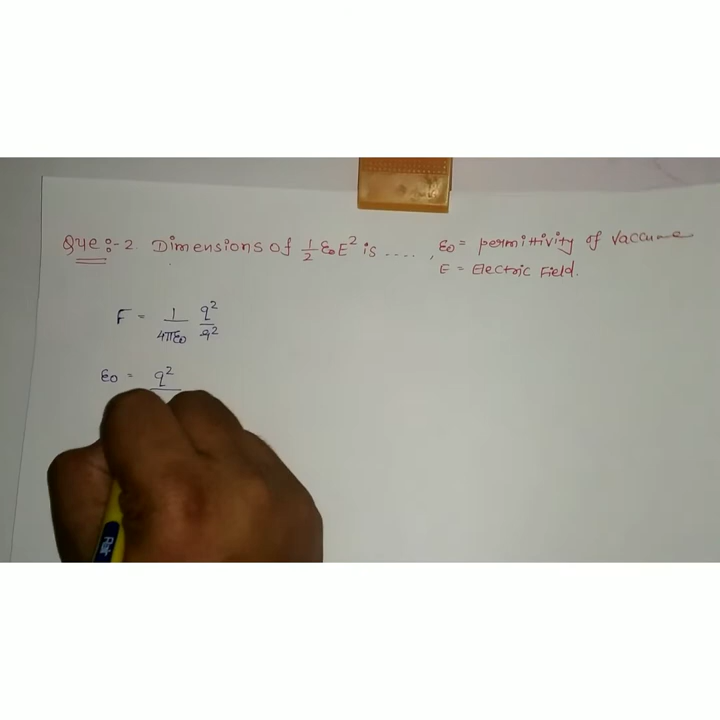 Que :- 2. Dimensions of 1/2 ε0E² is ...., ε0 = permittivity of Vaccume
E = Electric Field.
F = 1/4πε0 q²/r²
ε0 = q²